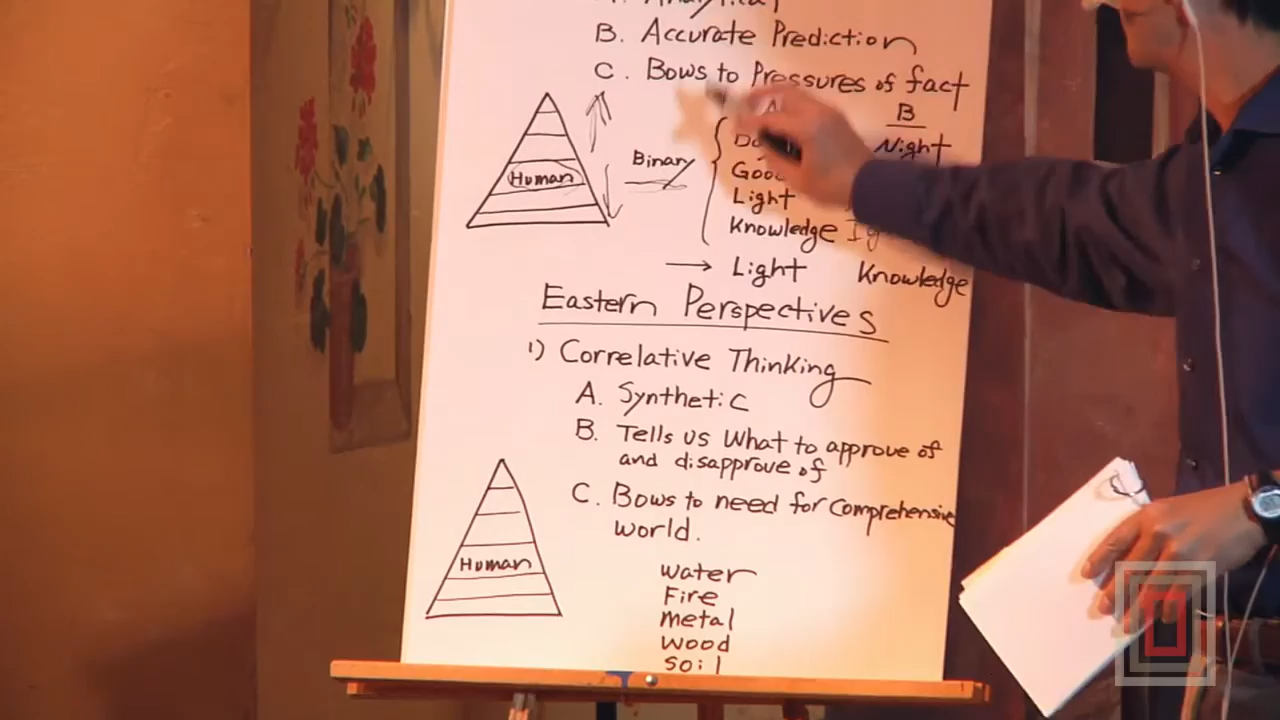 A. Analytical
B. Accurate Prediction
C. Bows to Pressures of fact
B
Night
Human
Binary
Light
Knowledge
→ Light Knowledge
Eastern Perspectives
1) Correlative Thinking
A. Synthetic
B. Tells us What to approve of
and disapprove of
C. Bows to need for comprehensive
world.
Human
water
Fire
metal
wood
soil